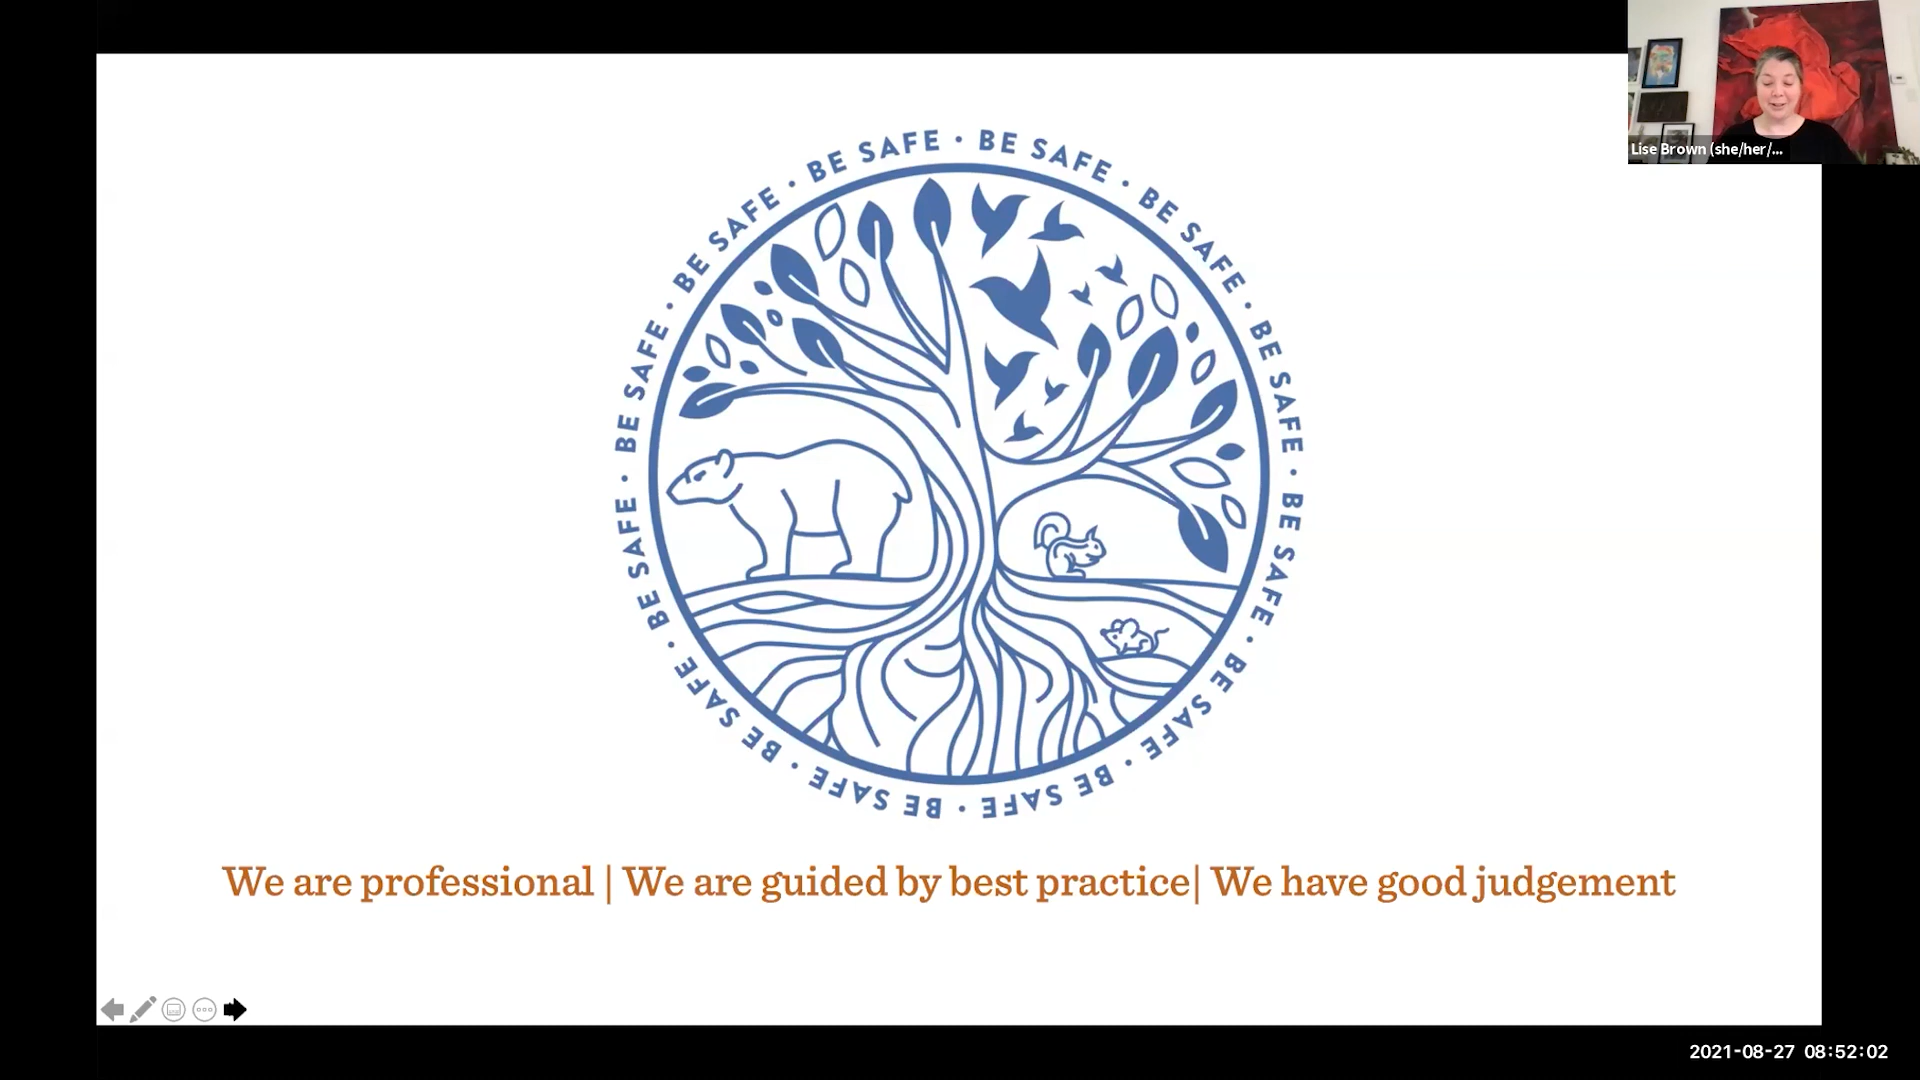 BE SAFE · BE SAFE · BE SAFE · BE SAFE · BE SAFE · BE SAFE · BE SAFE · BE SAFE · BE SAFE · BE SAFE · BE SAFE · BE SAFE ·
We are professional | We are guided by best practice| We have good judgement
Lise Brown (she/her/...
2021-08-27 08:52:02